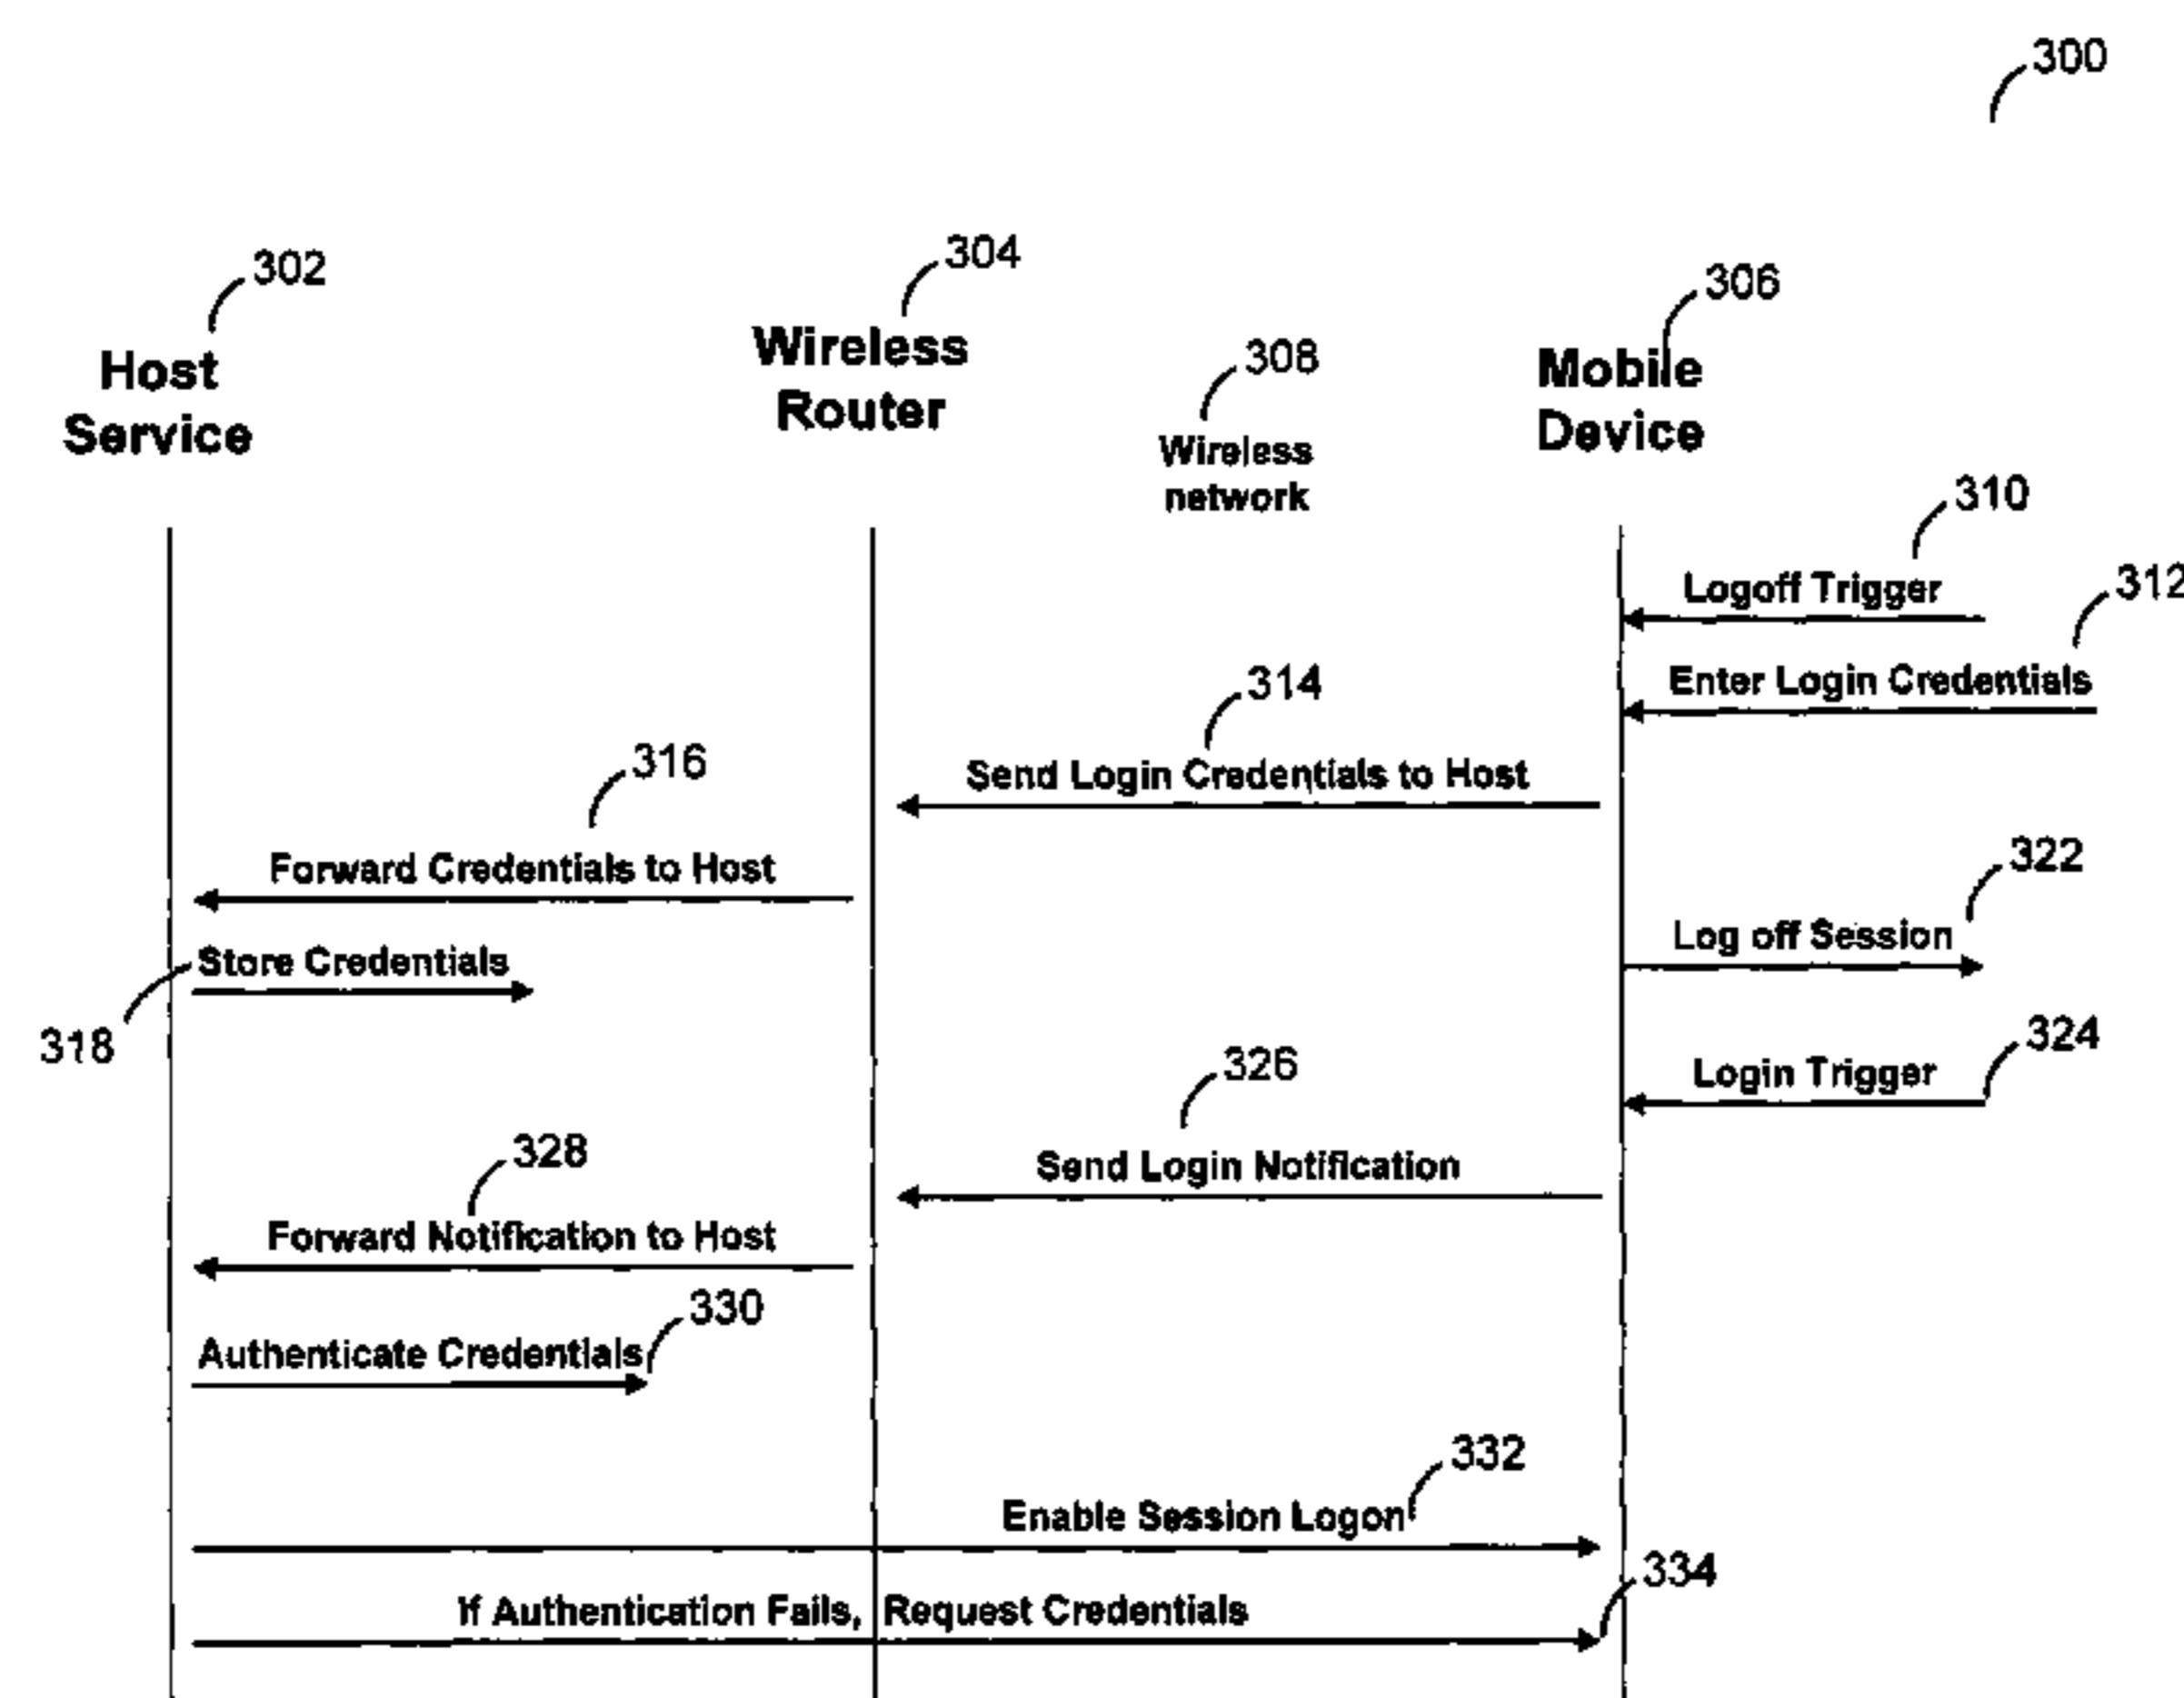 300
302
304
306
308
Host
Service
Wireless
Router
Wireless
network
Mobile
Device
310
Logoff Trigger
312
Enter Login Credentials
314
Send Login Credentials to Host
316
Forward Credentials to Host
322
Log off Session
Store Credentials
318
324
Login Trigger
326
Send Login Notification
328
Forward Notification to Host
330
Authenticate Credentials
332
Enable Session Logon
334
If Authentication Fails, Request Credentials